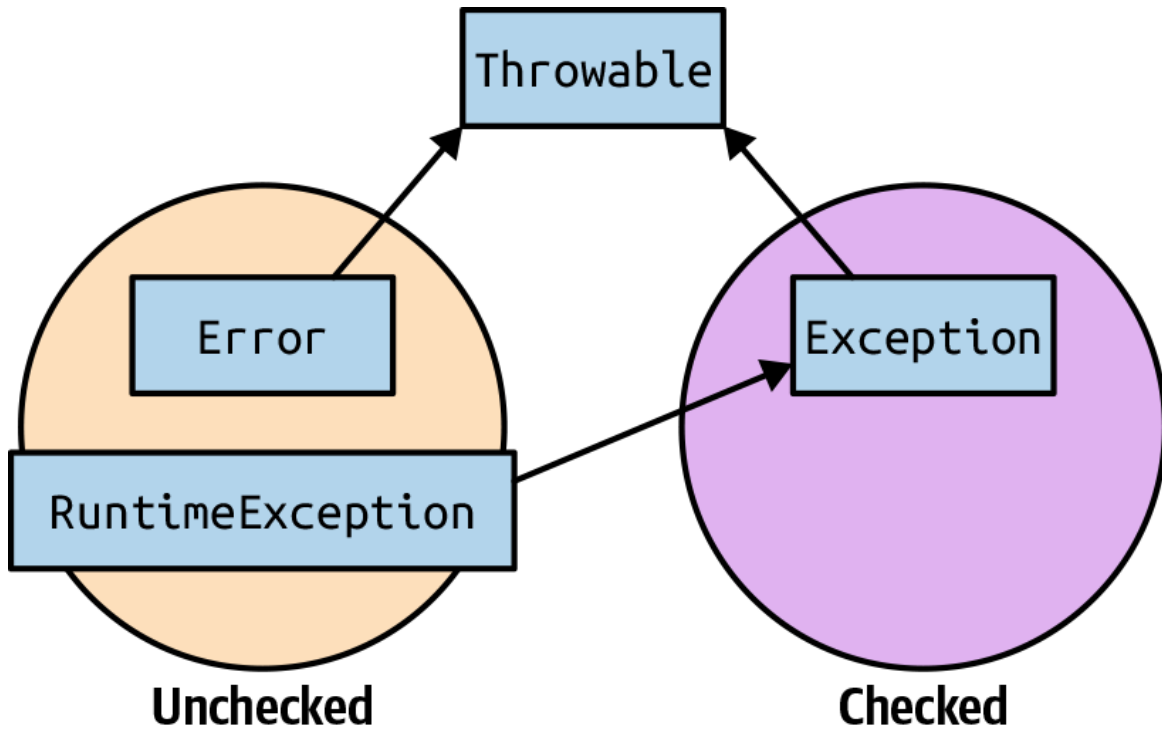 Throwable
Error
Exception
RuntimeException
Unchecked
Checked